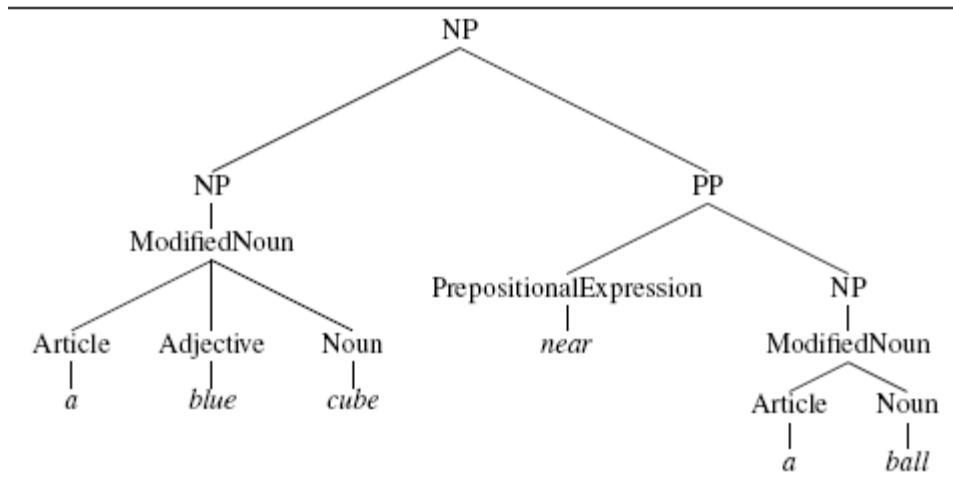 NP
NP PP
ModifiedNoun
PrepositionalExpression NP
Article Adjective Noun near ModifiedNoun
a blue cube Article Noun
a ball